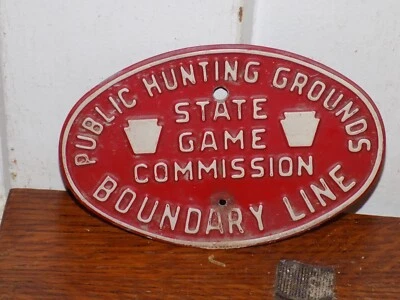 PUBLIC HUNTING GROUNDS
STATE
GAME
COMMISSION
BOUNDARY LINE